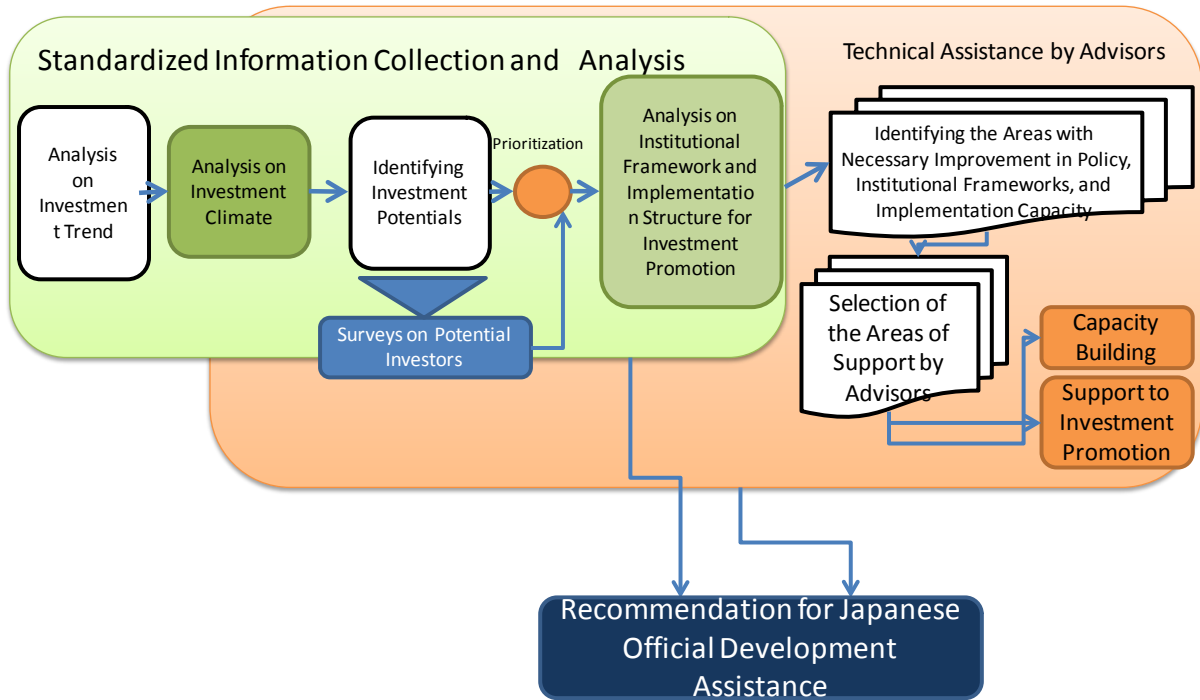 Standardized Information Collection and Analysis
Analysis
on
Investmen
t Trend
Analysis on
Investment
Climate
Identifying
Investment
Potentials
Prioritization
Analysis on
Institutional
Framework and
Implementatio
n Structure for
Investment
Promotion
Surveys on Potential
Investors
Technical Assistance by Advisors
Identifying the Areas with
Necessary Improvement in Policy,
Institutional Frameworks, and
Implementation Capacity
Selection of
the Areas of
Support by
Advisors
Capacity
Building
Support to
Investment
Promotion
Recommendation for Japanese
Official Development
Assistance